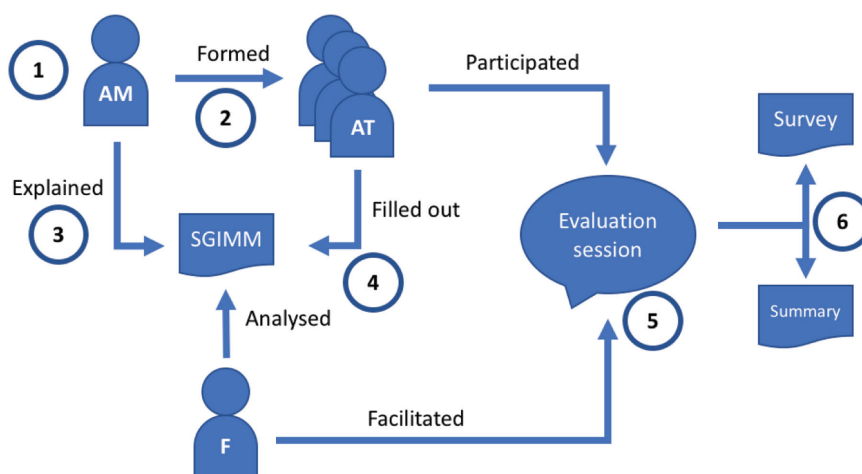 1
AM
Formed
2
AT
Participated
Survey
Explained
3
SGIMM
Filled out
4
Evaluation
session
6
5
Summary
Analysed
F
Facilitated